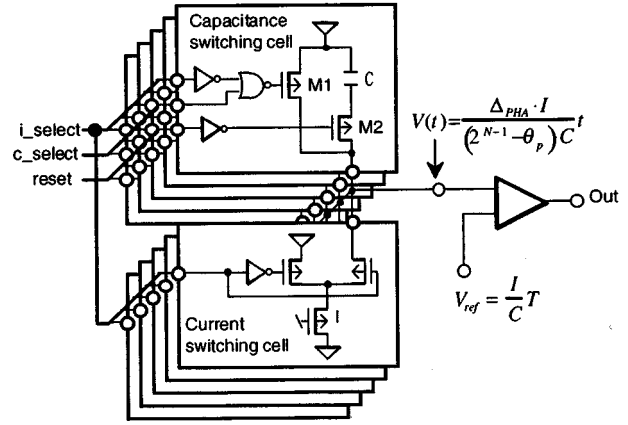 Capacitance
switching cell
M1
C
M2
i_select
c_select
reset
V(t)= Δ_PHA · I / (2^{N-1} −θ_p) C t
Out
V_ref = I/C T
I
Current
switching cell